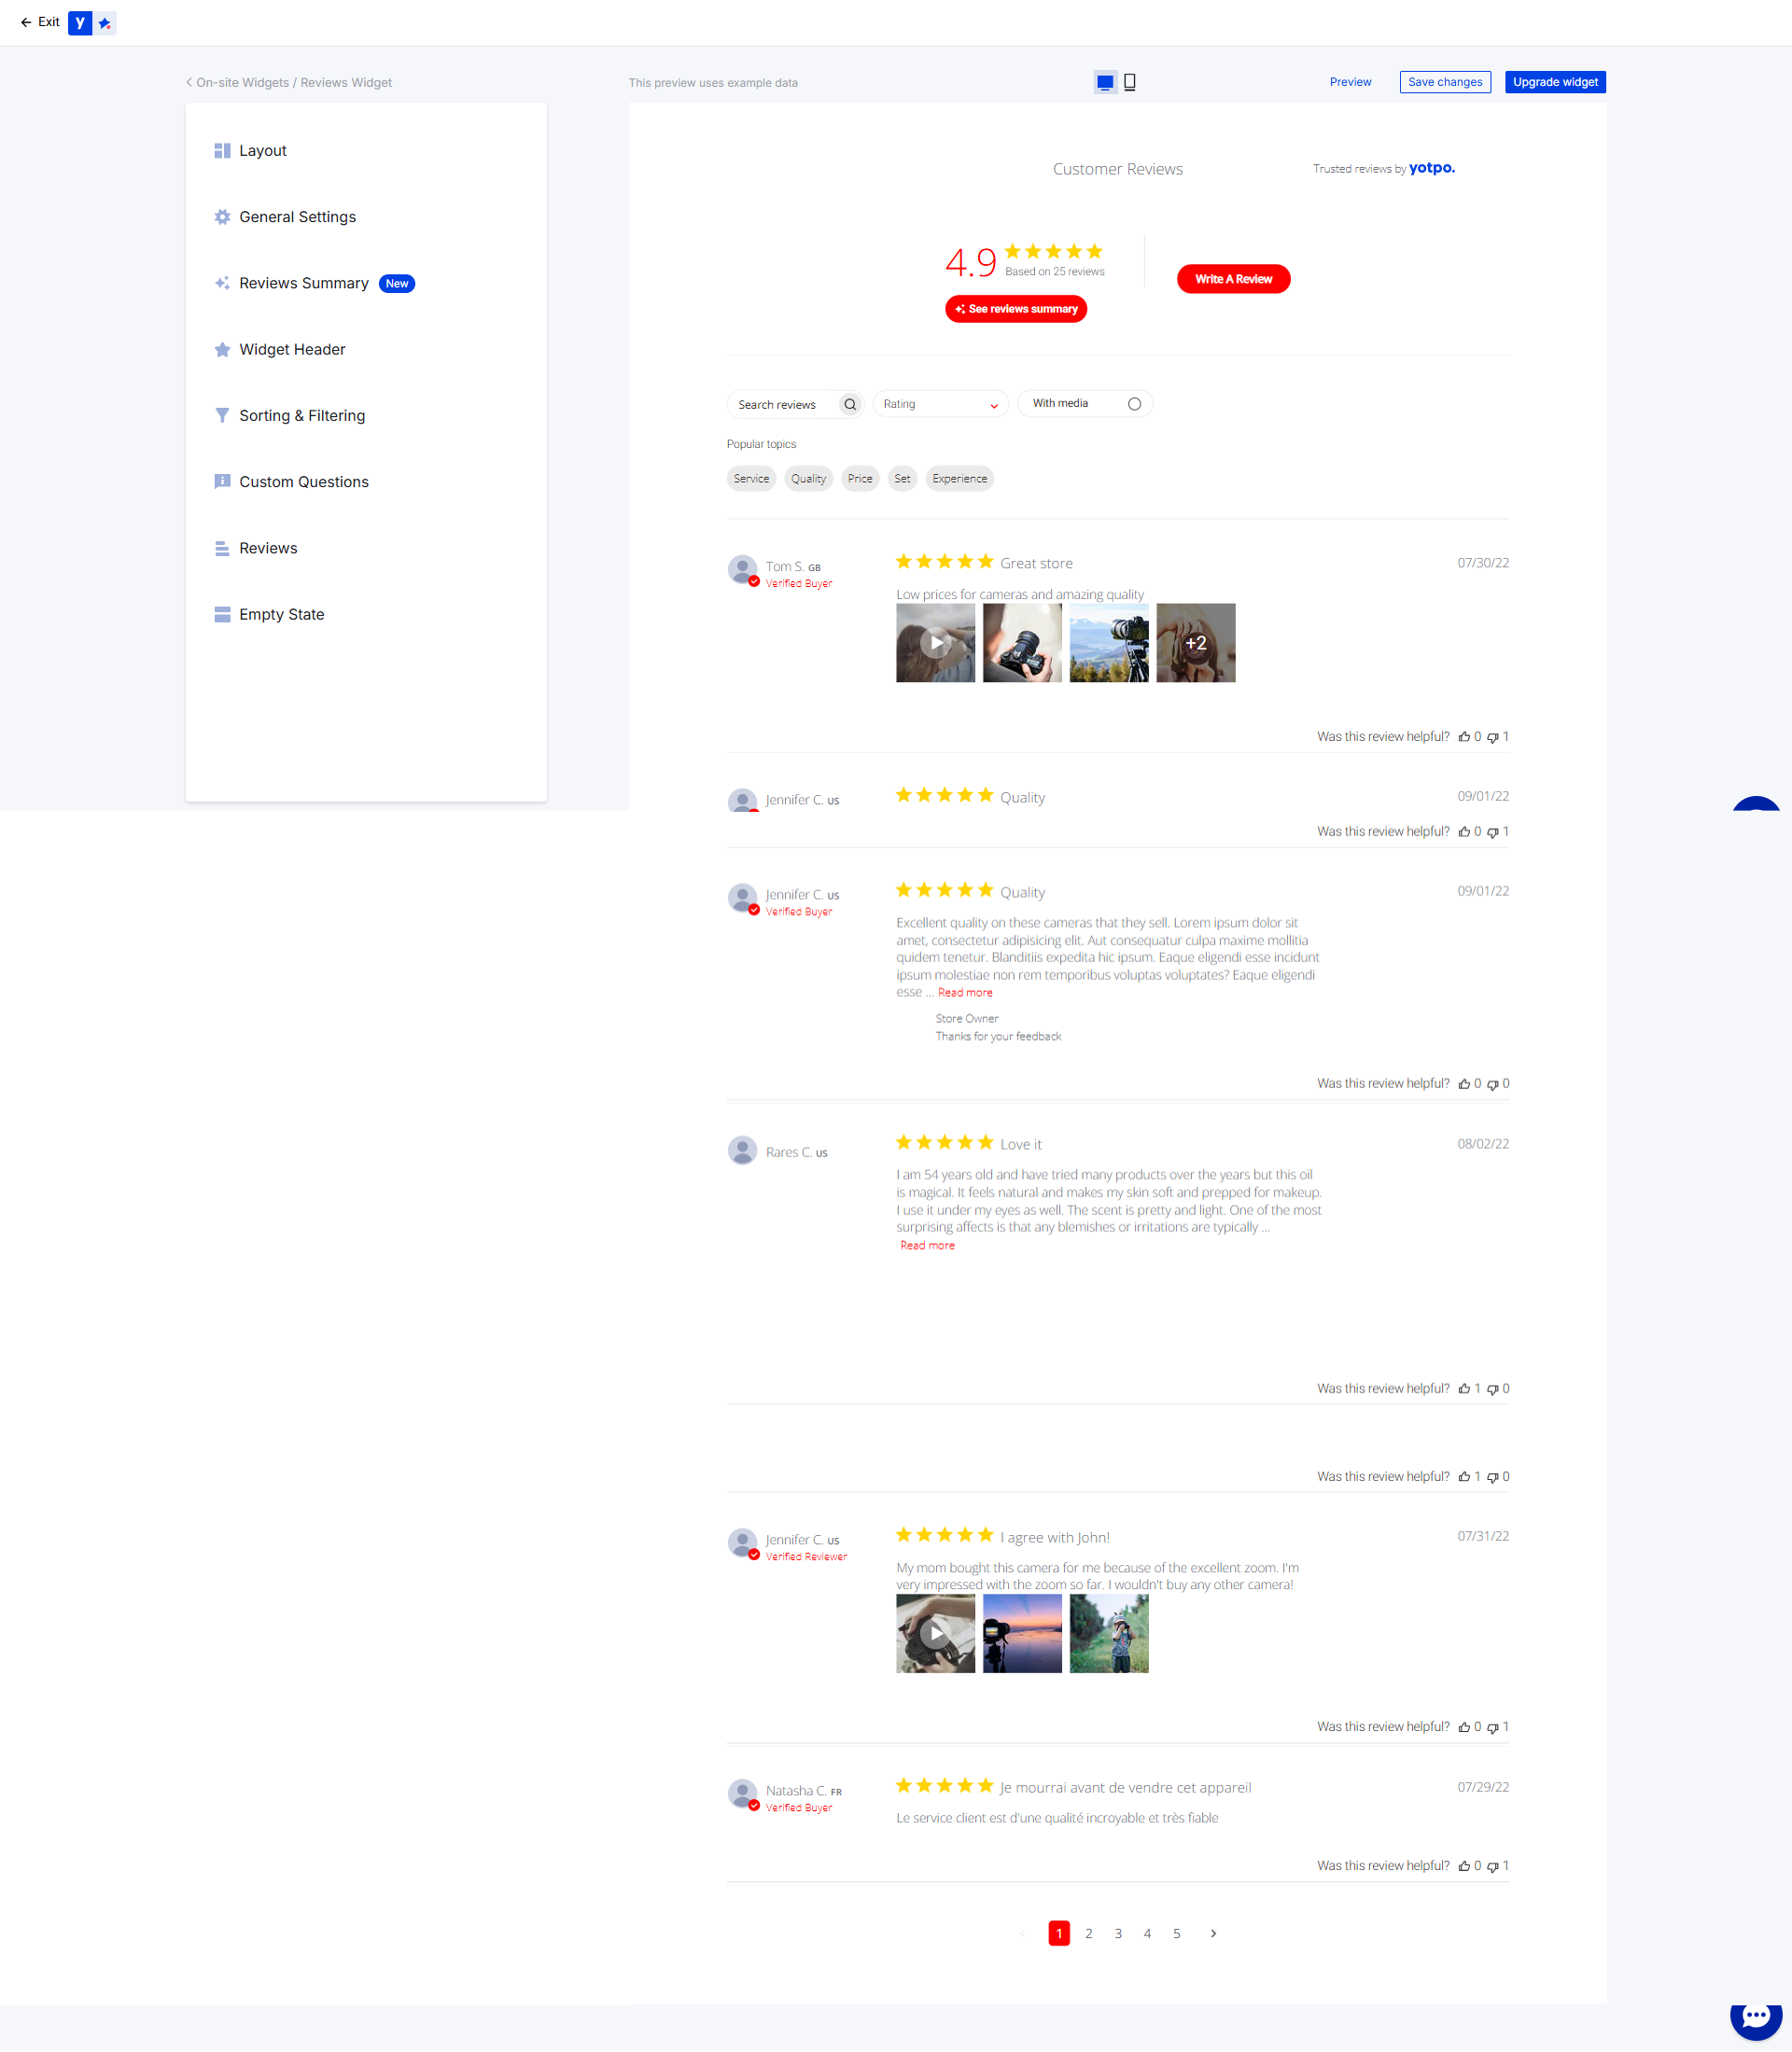 Exit
y
On-site Widgets / Reviews Widget
This preview uses example data
Preview
Save changes
Upgrade widget
Layout
General Settings
Reviews Summary New
Widget Header
Sorting & Filtering
Custom Questions
Reviews
Empty State
Customer Reviews
Trusted reviews by yotpo.
4.9
Based on 25 reviews
See reviews summary
Write A Review
Search reviews
Rating
With media
Popular topics
Service Quality Price Set Experience
Tom S. GB
Verified Buyer
Great store
07/30/22
Low prices for cameras and amazing quality
+2
Was this review helpful? 0 1
Jennifer C. US
Quality
09/01/22
Was this review helpful? 0 1
Jennifer C. US
Verified Buyer
Quality
09/01/22
Excellent quality on these cameras that they sell. Lorem ipsum dolor sit
amet, consectetur adipisicing elit. Aut consequatur culpa maxime mollitia
quidem tenetur. Blanditiis expedita hic ipsum. Eaque eligendi esse incidunt
ipsum molestiae non rem temporibus voluptas voluptates? Eaque eligendi
esse ... Read more
Store Owner
Thanks for your feedback
Was this review helpful? 0 0
Rares C. US
Love it
08/02/22
I am 54 years old and have tried many products over the years but this oil
is magical. It feels natural and makes my skin soft and prepped for makeup.
I use it under my eyes as well. The scent is pretty and light. One of the most
surprising affects is that any blemishes or irritations are typically ...
Read more
Was this review helpful? 1 0
Was this review helpful? 1 0
Jennifer C. US
Verified Reviewer
I agree with John!
07/31/22
My mom bought this camera for me because of the excellent zoom. I'm
very impressed with the zoom so far. I wouldn't buy any other camera!
Was this review helpful? 0 1
Natasha C. FR
Verified Buyer
Je mourrai avant de vendre cet appareil
07/29/22
Le service client est d'une qualité incroyable et très fiable
Was this review helpful? 0 1
1 2 3 4 5